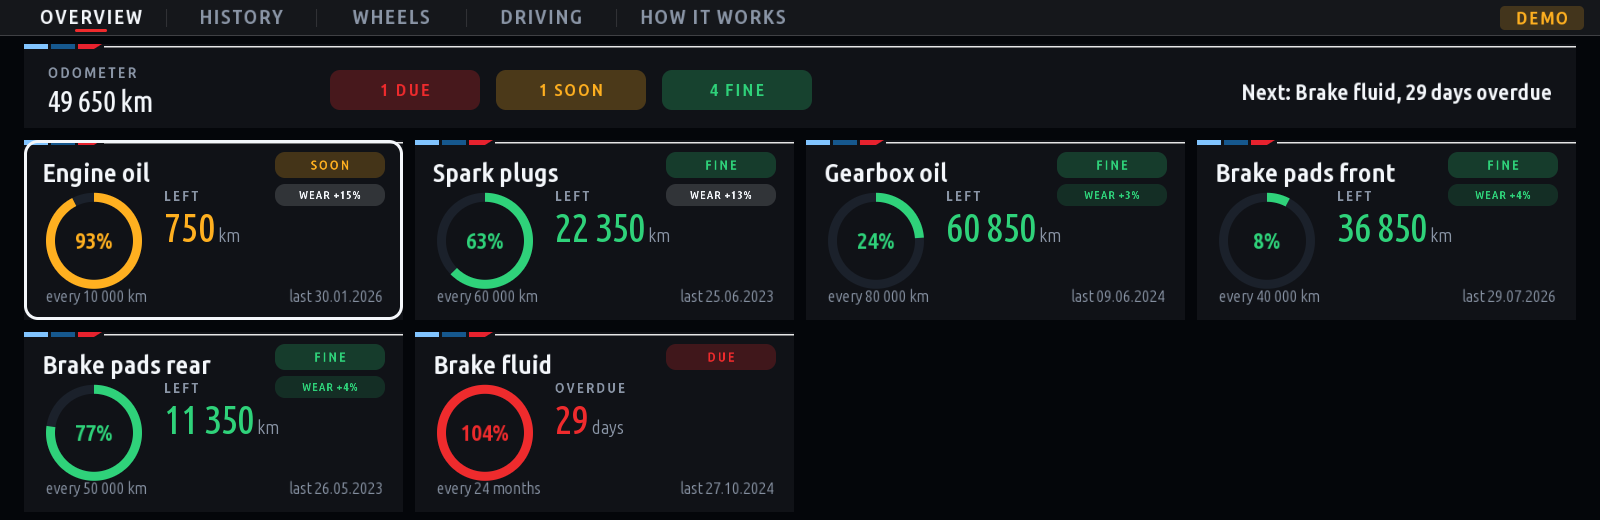 OVERVIEW HISTORY WHEELS DRIVING HOW IT WORKS DEMO
ODOMETER
49 650 km
1 DUE
1 SOON
4 FINE
Next: Brake fluid, 29 days overdue
Engine oil
SOON
WEAR +15%
LEFT
93%
750 km
every 10 000 km
last 30.01.2026
Spark plugs
FINE
WEAR +13%
LEFT
63%
22 350 km
every 60 000 km
last 25.06.2023
Gearbox oil
FINE
WEAR +3%
LEFT
24%
60 850 km
every 80 000 km
last 09.06.2024
Brake pads front
FINE
WEAR +4%
LEFT
8%
36 850 km
every 40 000 km
last 29.07.2026
Brake pads rear
FINE
WEAR +4%
LEFT
77%
11 350 km
every 50 000 km
last 26.05.2023
Brake fluid
DUE
OVERDUE
104%
29 days
every 24 months
last 27.10.2024